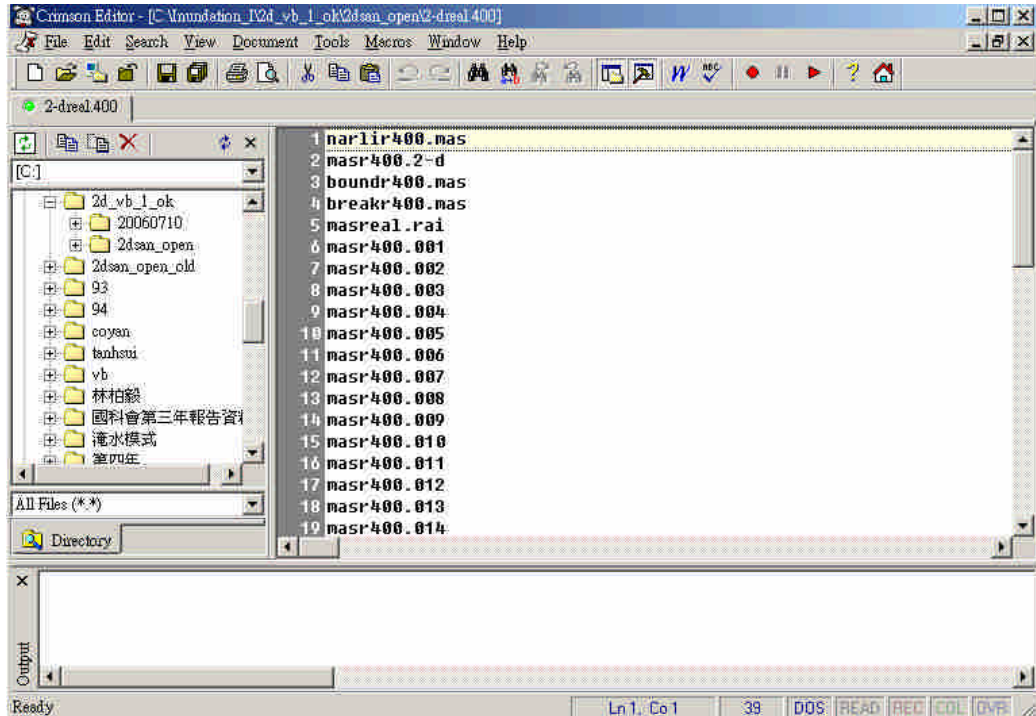 Crimson Editor - [C:\Inundation_1\2d_vb_1_ok\2dsan_open\2-dreal.400]
File Edit Search View Document Tools Macros Window Help
2-dreal.400
[C:]
2d_vb_1_ok
20060710
2dsan_open
2dsan_open_old
93
94
coyan
tanhsui
vb
林柏毅
國科會第三年報告資料
淹水模式
第四年
All Files (*.*)
Directory
1 narlir400.mas
2 masr400.2-d
3 boundr400.mas
4 breakr400.mas
5 masreal.rai
6 masr400.001
7 masr400.002
8 masr400.003
9 masr400.004
10 masr400.005
11 masr400.006
12 masr400.007
13 masr400.008
14 masr400.009
15 masr400.010
16 masr400.011
17 masr400.012
18 masr400.013
19 masr400.014
Output
Ready
Ln 1, Co 1
39
DOS
READ
REC
COL
OVR